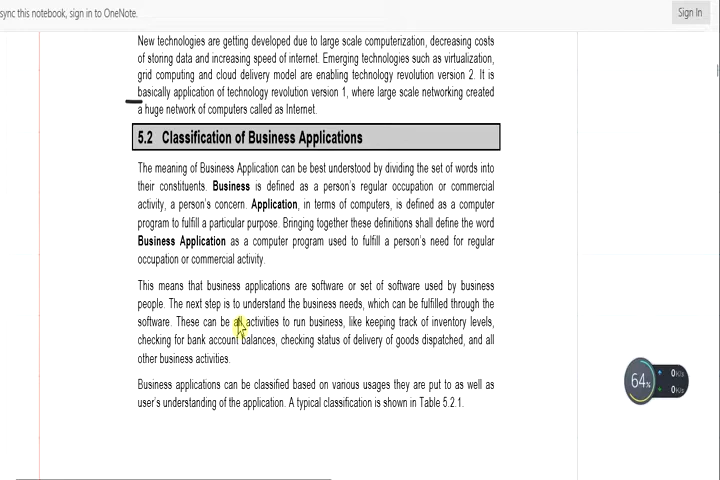 sync this notebook, sign in to OneNote.
Sign In
New technologies are getting developed due to large scale computerization, decreasing costs
of storing data and increasing speed of internet. Emerging technologies such as virtualization,
grid computing and cloud delivery model are enabling technology revolution version 2. It is
basically application of technology revolution version 1, where large scale networking created
a huge network of computers called as Internet.
5.2 Classification of Business Applications
The meaning of Business Application can be best understood by dividing the set of words into
their constituents. Business is defined as a person's regular occupation or commercial
activity, a person's concern. Application, in terms of computers, is defined as a computer
program to fulfill a particular purpose. Bringing together these definitions shall define the word
Business Application as a computer program used to fulfill a person's need for regular
occupation or commercial activity.
This means that business applications are software or set of software used by business
people. The next step is to understand the business needs, which can be fulfilled through the
software. These can be all activities to run business, like keeping track of inventory levels,
checking for bank account balances, checking status of delivery of goods dispatched, and all
other business activities.
Business applications can be classified based on various usages they are put to as well as
user's understanding of the application. A typical classification is shown in Table 5.2.1.
64%
0K/s
0K/s